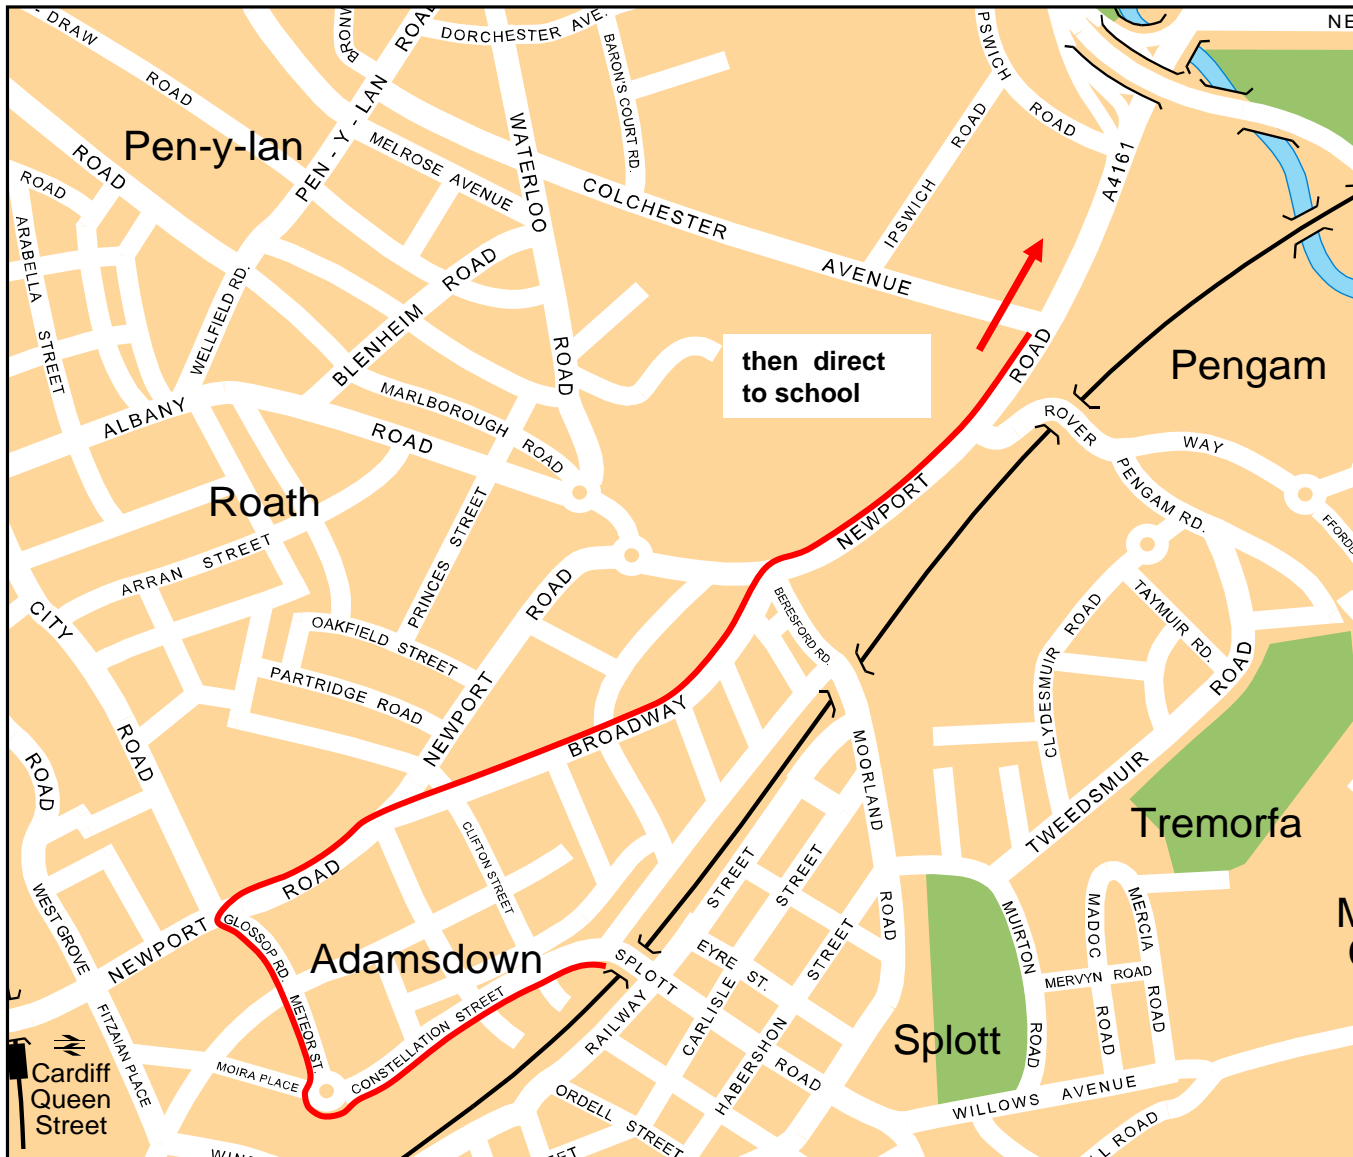 DRAW
ROAD
BRONW
PEN - Y - LAN
ROAD
DORCHESTER AVE.
BARON'S COURT RD.
IPSWICH
ROAD
NE
Pen-y-lan
ROAD
ROAD
MELROSE AVENUE
WATERLOO
ROAD
COLCHESTER
AVENUE
IPSWICH ROAD
A4161
ARABELLA
STREET
WELLFIELD RD.
BLENHEIM ROAD
then direct
to school
ROAD
Pengam
ALBANY
ROAD
MARLBOROUGH ROAD
ROVER
WAY
PENGAM RD.
Roath
PRINCES STREET
NEWPORT
ARRAN STREET
ROAD
BERESFORD RD.
FFORDD
CITY
ROAD
OAKFIELD STREET
PARTRIDGE ROAD
NEWPORT
CLYDESMUIR ROAD
TAYMUIR RD.
ROAD
TWEEDSMUIR
BROADWAY
MOORLAND
ROAD
ROAD
Tremorfa
CLIFTON STREET
ROAD
WEST GROVE
NEWPORT
GLOSSOP RD.
METEOR ST.
Adamsdown
SPLOTT
ROAD
EYRE ST.
STREET
STREET
CARLISLE
HABERSHON STREET
RAILWAY
MUIRTON
ROAD
MADOC
ROAD
MERCIA
ROAD
MERVYN ROAD
Splott
FITZALAN PLACE
MOIRA PLACE
CONSTELLATION STREET
Cardiff
Queen
Street
ORDELL STREET
WILLOWS AVENUE
ROAD